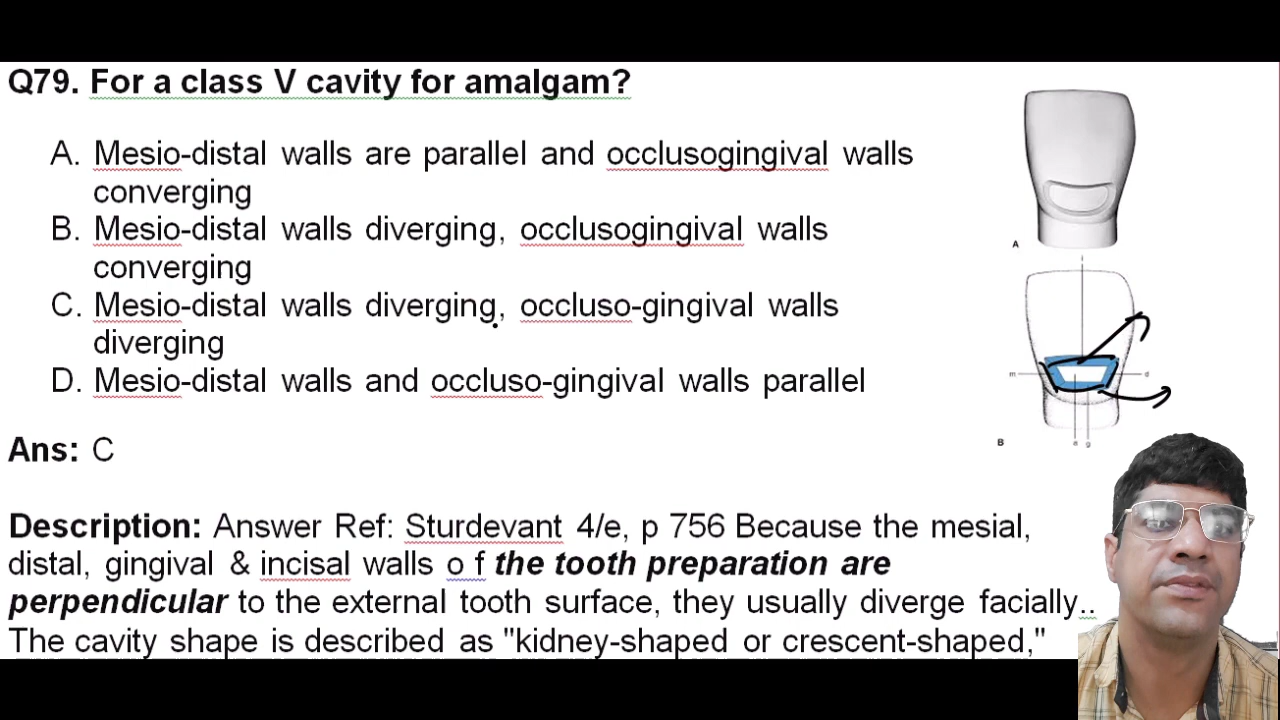 Q79. For a class V cavity for amalgam?
A. Mesio-distal walls are parallel and occlusogingival walls
converging
B. Mesio-distal walls diverging, occlusogingival walls
converging
C. Mesio-distal walls diverging, occluso-gingival walls
diverging
D. Mesio-distal walls and occluso-gingival walls parallel
Ans: C
Description: Answer Ref: Sturdevant 4/e, p 756 Because the mesial,
distal, gingival & incisal walls o f the tooth preparation are
perpendicular to the external tooth surface, they usually diverge facially..
The cavity shape is described as "kidney-shaped or crescent-shaped,"
A
i
m
d
B
a g